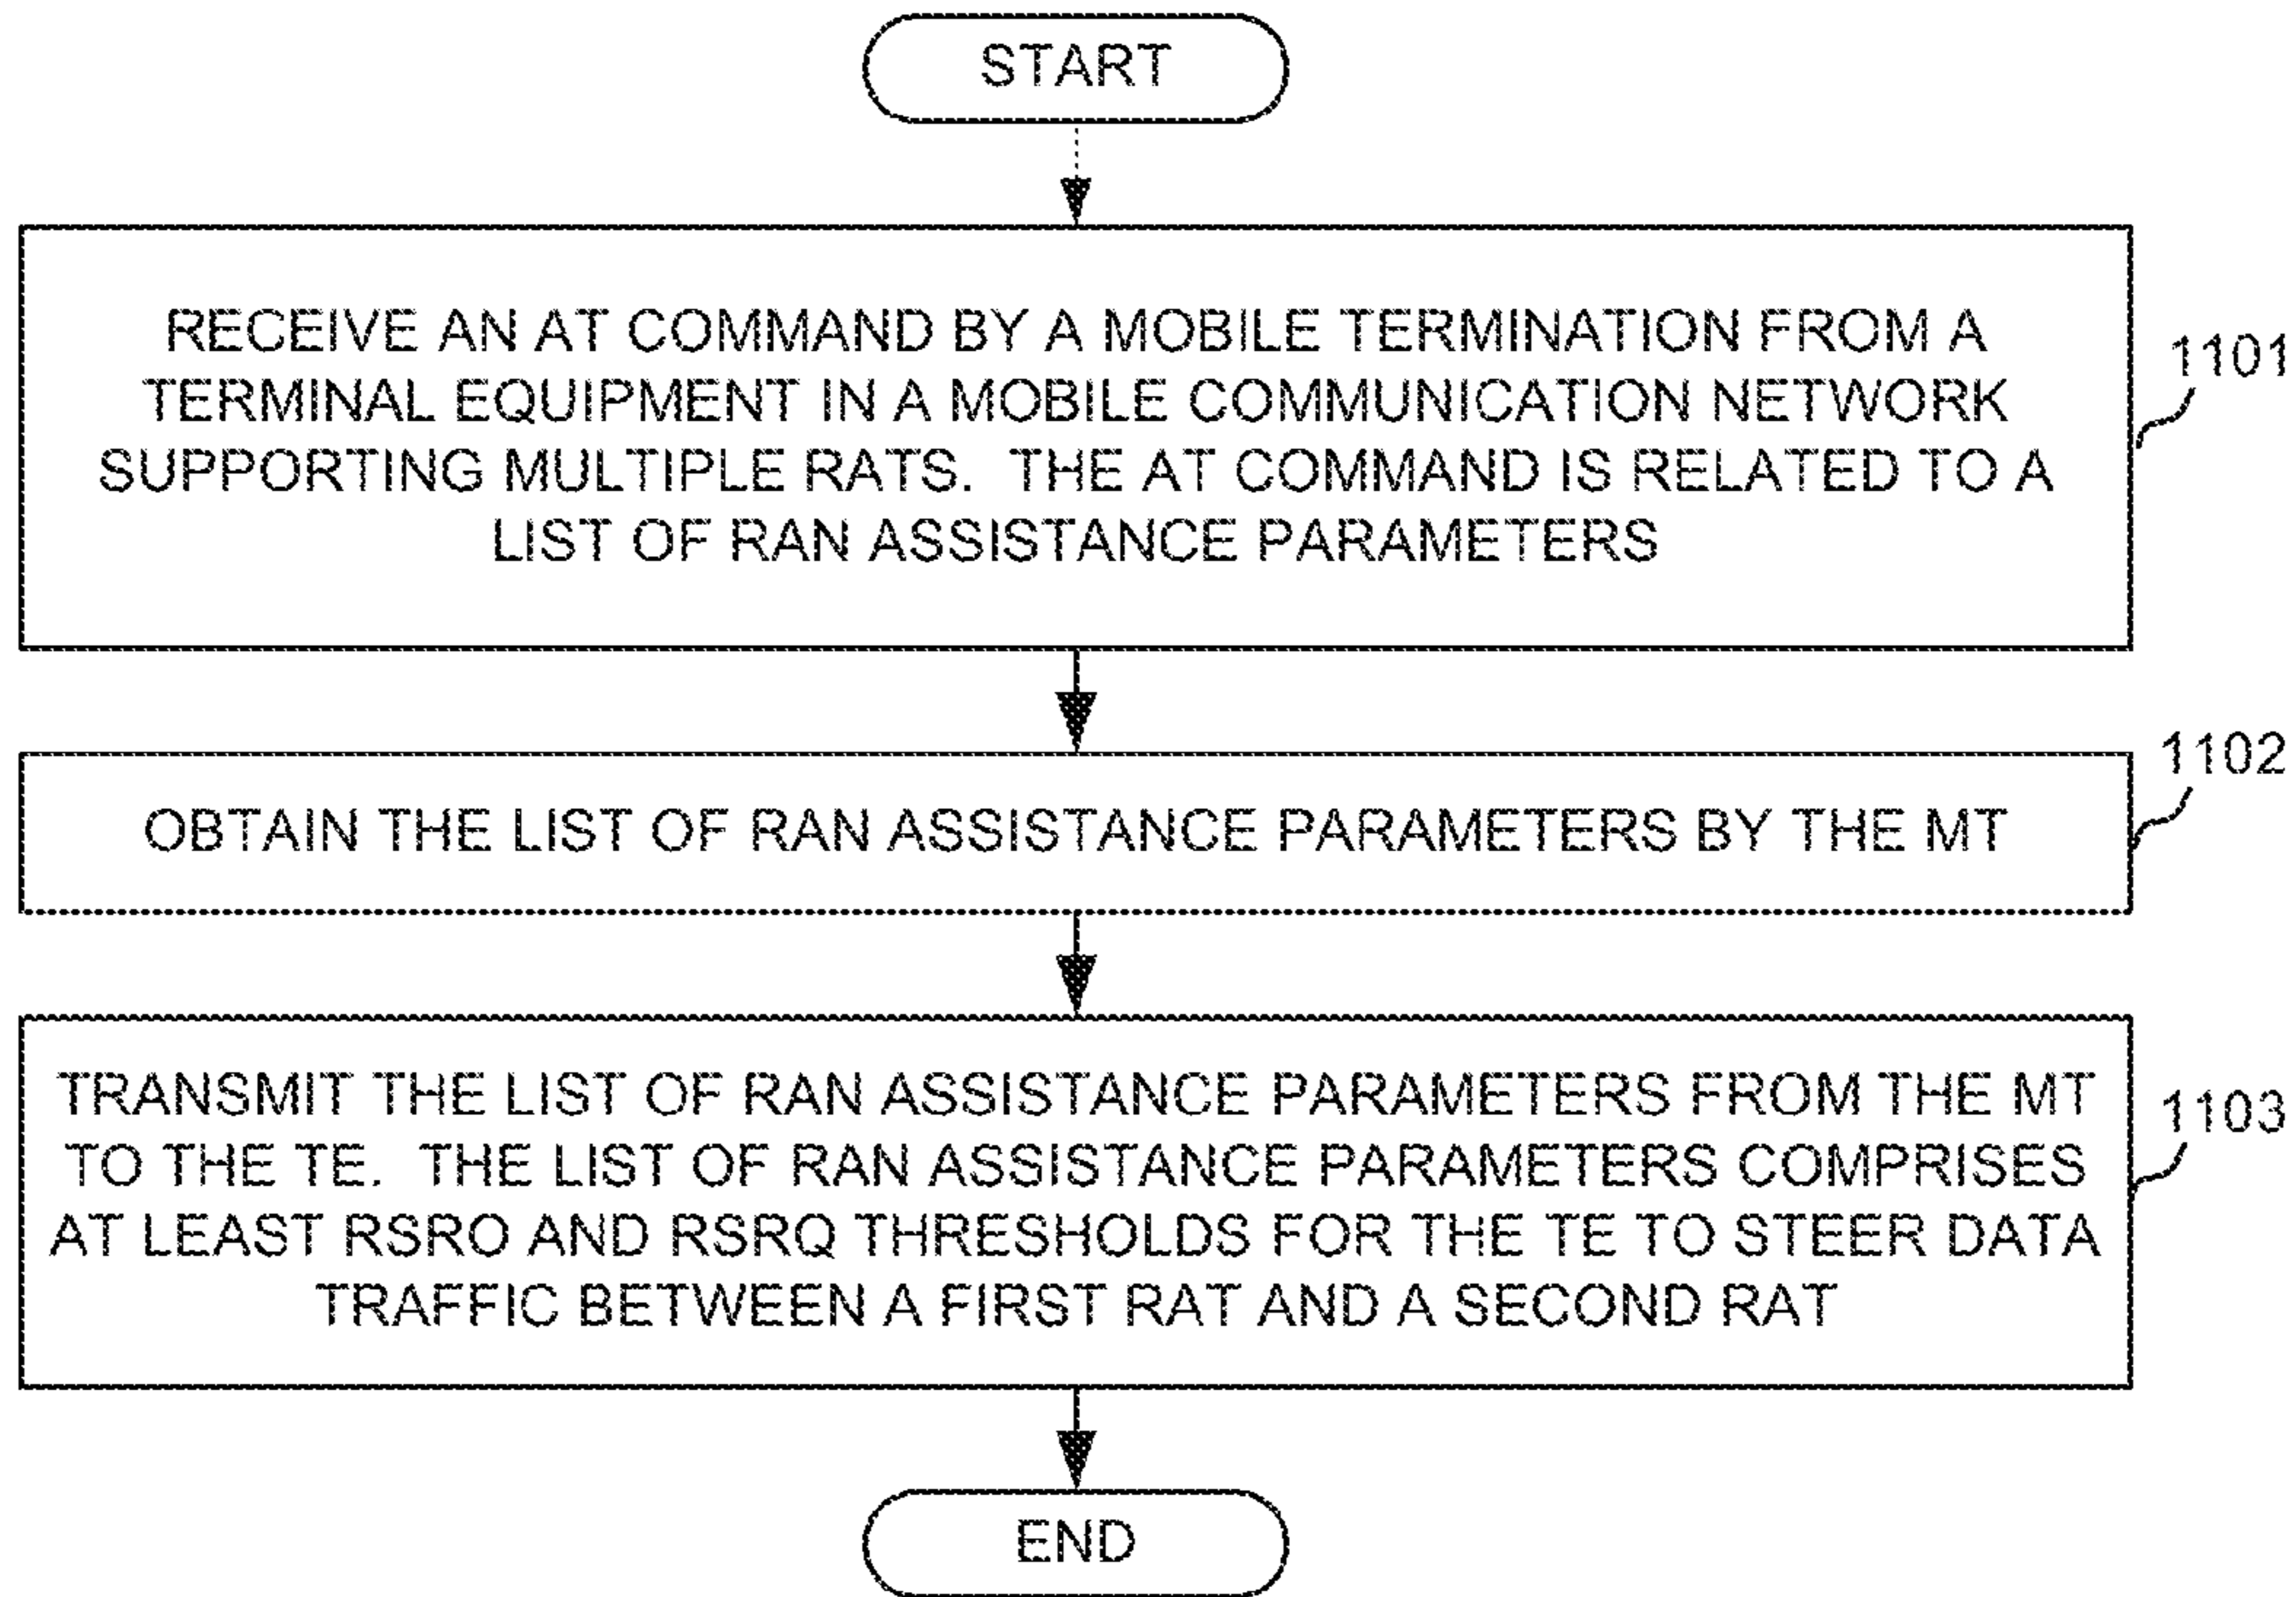 START
RECEIVE AN AT COMMAND BY A MOBILE TERMINATION FROM A
TERMINAL EQUIPMENT IN A MOBILE COMMUNICATION NETWORK
SUPPORTING MULTIPLE RATS. THE AT COMMAND IS RELATED TO A
LIST OF RAN ASSISTANCE PARAMETERS
1101
OBTAIN THE LIST OF RAN ASSISTANCE PARAMETERS BY THE MT
1102
TRANSMIT THE LIST OF RAN ASSISTANCE PARAMETERS FROM THE MT
TO THE TE. THE LIST OF RAN ASSISTANCE PARAMETERS COMPRISES
AT LEAST RSRO AND RSRQ THRESHOLDS FOR THE TE TO STEER DATA
TRAFFIC BETWEEN A FIRST RAT AND A SECOND RAT
1103
END